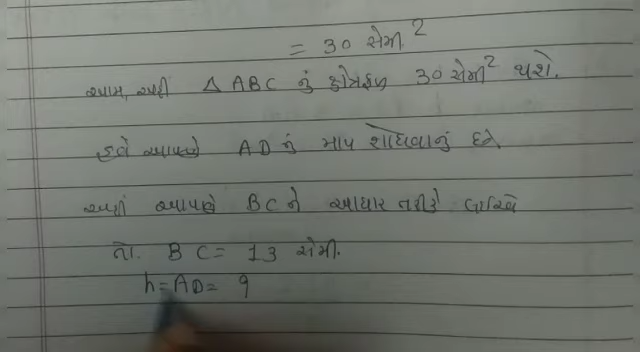 = 30 સેમી²
આમ, અહી Δ ABC નું ક્ષેત્રફળ 30 સેમી² થશે.
હવે આપણે AD નું માપ શોધવાનું છે
અહીં આપણે BC ને આધાર તરીકે લઈએ
તો. BC = 13 સેમી.
h = AD = ?